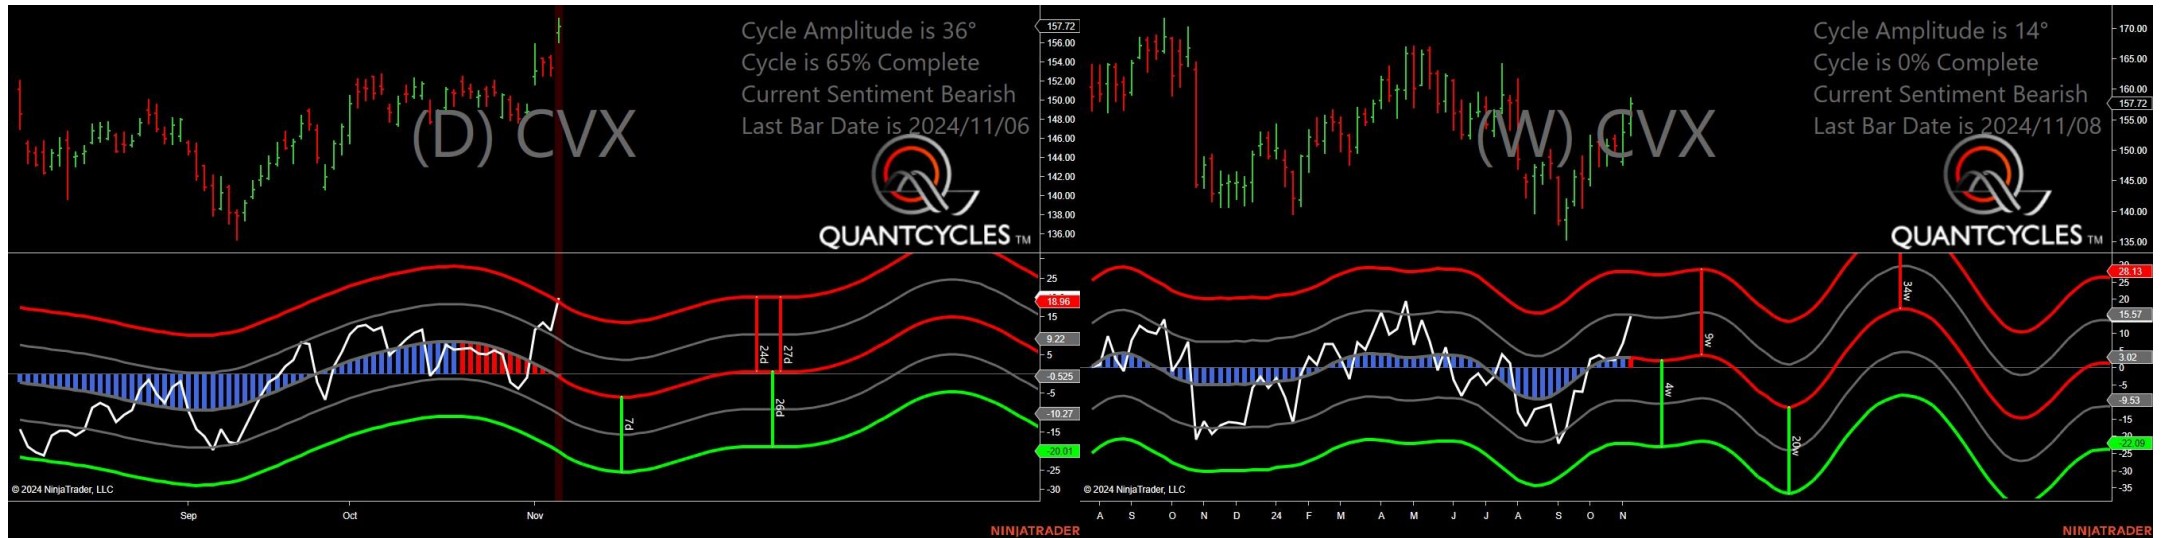 Cycle Amplitude is 36°
Cycle is 65% Complete
Current Sentiment Bearish
Last Bar Date is 2024/11/06
(D) CVX
QUANTCYCLES TM
157.72
156.00
154.00
152.00
150.00
148.00
146.00
144.00
142.00
140.00
138.00
136.00
25
18.96
15
9.22
5
-0.525
-5
-10.27
-15
-20.01
-25
-30
7d
24d
27d
26d
© 2024 NinjaTrader, LLC
Sep
Oct
Nov
NINJATRADER
Cycle Amplitude is 14°
Cycle is 0% Complete
Current Sentiment Bearish
Last Bar Date is 2024/11/08
(W) CVX
QUANTCYCLES TM
170.00
165.00
160.00
157.72
155.00
150.00
145.00
140.00
135.00
28.13
25
20
15.57
10
3.02
0
-5
-9.53
-15
-22.09
-25
-30
-35
9w
4w
20w
34w
© 2024 NinjaTrader, LLC
A S O N D 24 F M A M J J A S O N
NINJATRADER